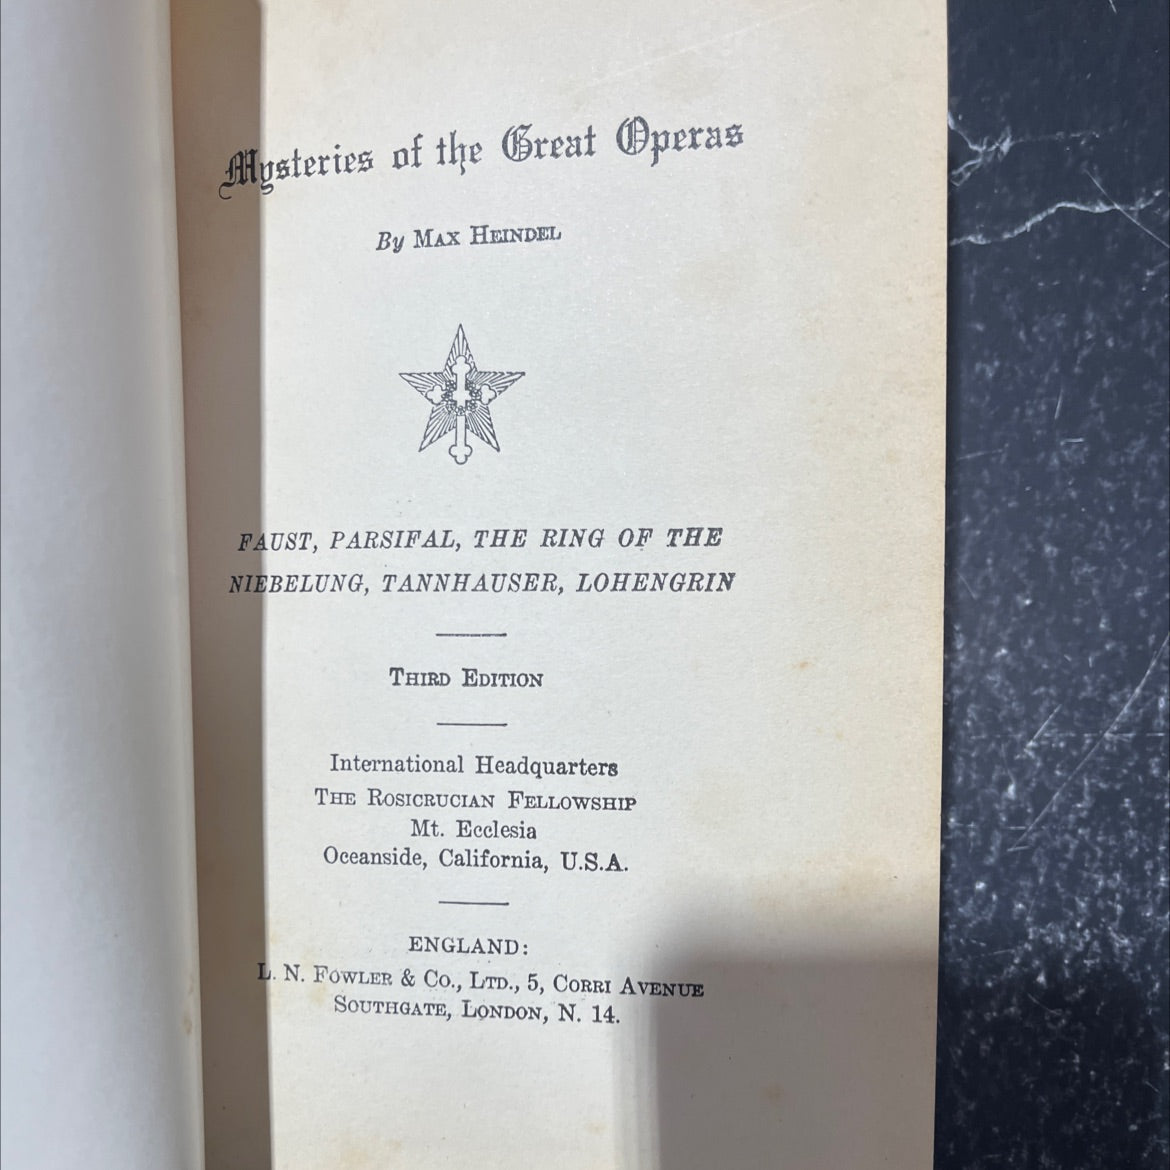 Mysteries of the Great Operas
By Max Heindel
FAUST, PARSIFAL, THE RING OF THE
NIEBELUNG, TANNHAUSER, LOHENGRIN
Third Edition
International Headquarters
The Rosicrucian Fellowship
Mt. Ecclesia
Oceanside, California, U.S.A.
ENGLAND:
L. N. Fowler & Co., Ltd., 5, Corri Avenue
Southgate, London, N. 14.